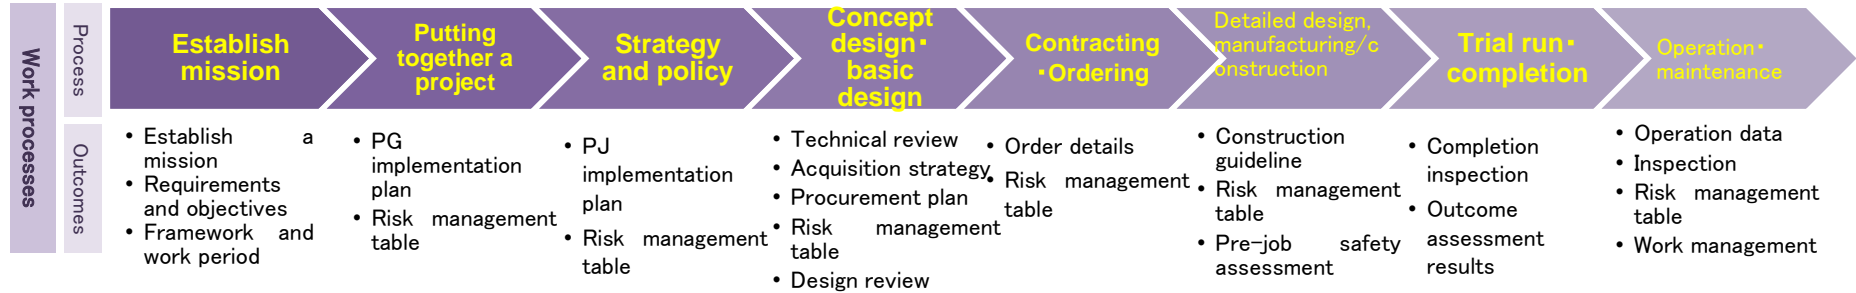 Work processes
Process
Establish
mission
Putting
together a
project
Strategy
and policy
Concept
design・
basic
design
Contracting
・Ordering
Detailed design,
manufacturing/c
onstruction
Trial run・
completion
Operation・
maintenance
Outcomes
• Establish a
mission
• Requirements
and objectives
• Framework and
work period
• PG
implementation
plan
• Risk management
table
• PJ
implementation
plan
• Risk management
table
• Technical review
• Acquisition strategy
• Procurement plan
• Risk management
table
• Design review
• Order details
• Risk management
table
• Construction
guideline
• Risk management
table
• Pre-job safety
assessment
• Completion
inspection
• Outcome
assessment
results
• Operation data
• Inspection
• Risk management
table
• Work management